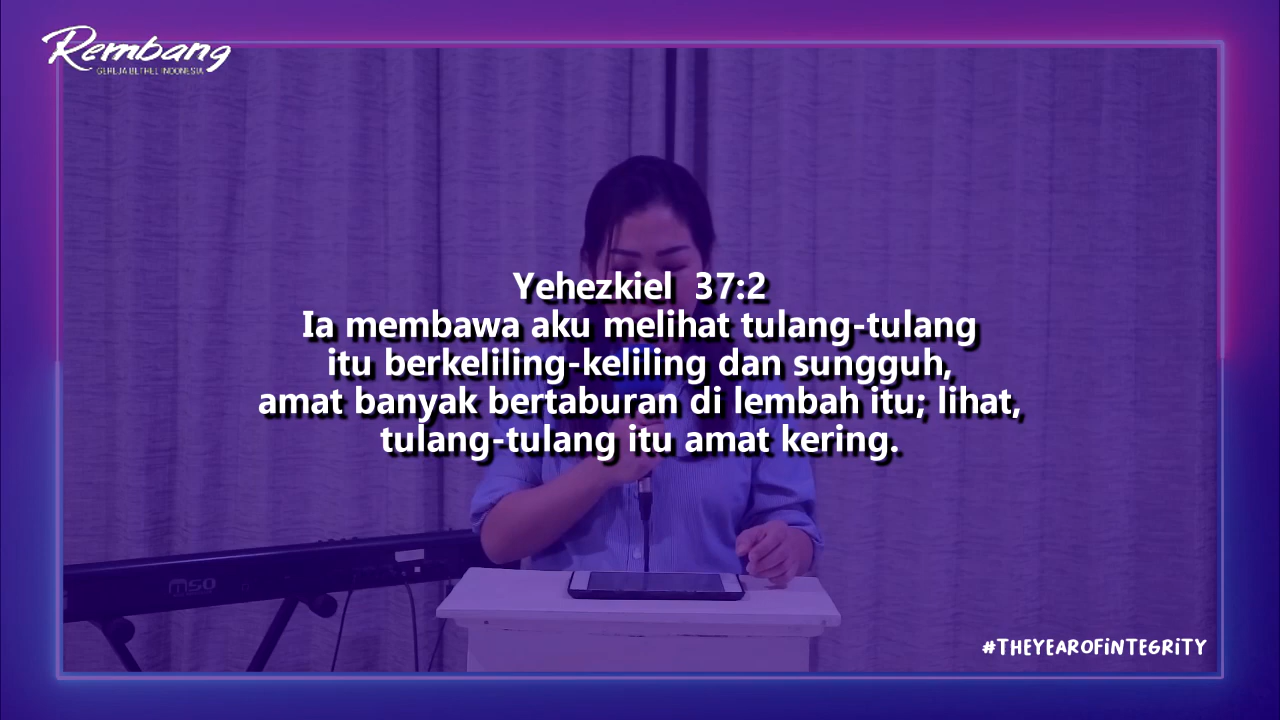 Rembang
GEREJA BETHEL INDONESIA
Yehezkiel 37:2
Ia membawa aku melihat tulang-tulang
itu berkeliling-keliling dan sungguh,
amat banyak bertaburan di lembah itu; lihat,
tulang-tulang itu amat kering.
M50
#THEYEAROFiNTEGRiTY